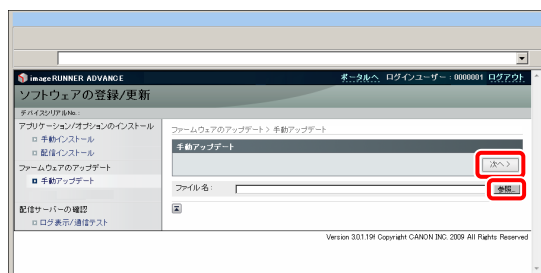 imageRUNNER ADVANCE
ポータルへ ログインユーザー : 0000001 ログアウト
ソフトウェアの登録/更新
デバイスシリアルNo. :
アプリケーション/オプションのインストール
手動インストール
配信インストール
ファームウェアのアップデート
手動アップデート
配信サーバーの確認
ログ表示/通信テスト
ファームウェアのアップデート > 手動アップデート
手動アップデート
次へ >
ファイル名 :
参照...
Version 3.0.1.19f Copyright CANON INC. 2009 All Rights Reserved